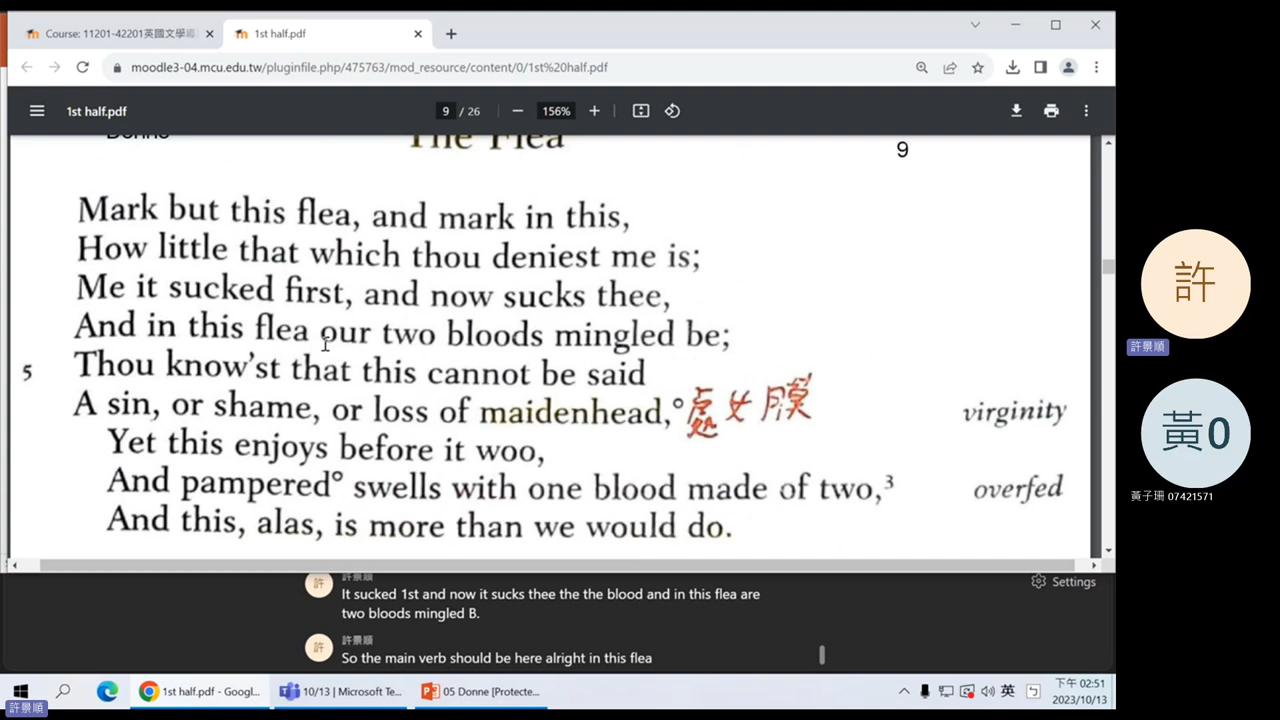 Course: 11201-42201英國文學
1st half.pdf
moodle3-04.mcu.edu.tw/pluginfile.php/475763/mod_resource/content/0/1st%20half.pdf
1st half.pdf
9 / 26
156%
Donne
The Flea
9
Mark but this flea, and mark in this,
How little that which thou deniest me is;
Me it sucked first, and now sucks thee,
And in this flea our two bloods mingled be;
5 Thou know'st that this cannot be said
A sin, or shame, or loss of maidenhead,° 處女膜 virginity
Yet this enjoys before it woo,
And pampered° swells with one blood made of two,³ overfed
And this, alas, is more than we would do.
許
許景順
黃0
黃子珊 07421571
許 許景順
It sucked 1st and now it sucks thee the the blood and in this flea are
two bloods mingled B.
許 許景順
So the main verb should be here alright in this flea
Settings
1st half.pdf - Googl...
10/13 | Microsoft Te...
05 Donne [Protecte...
英
下午 02:51
2023/10/13
許景順